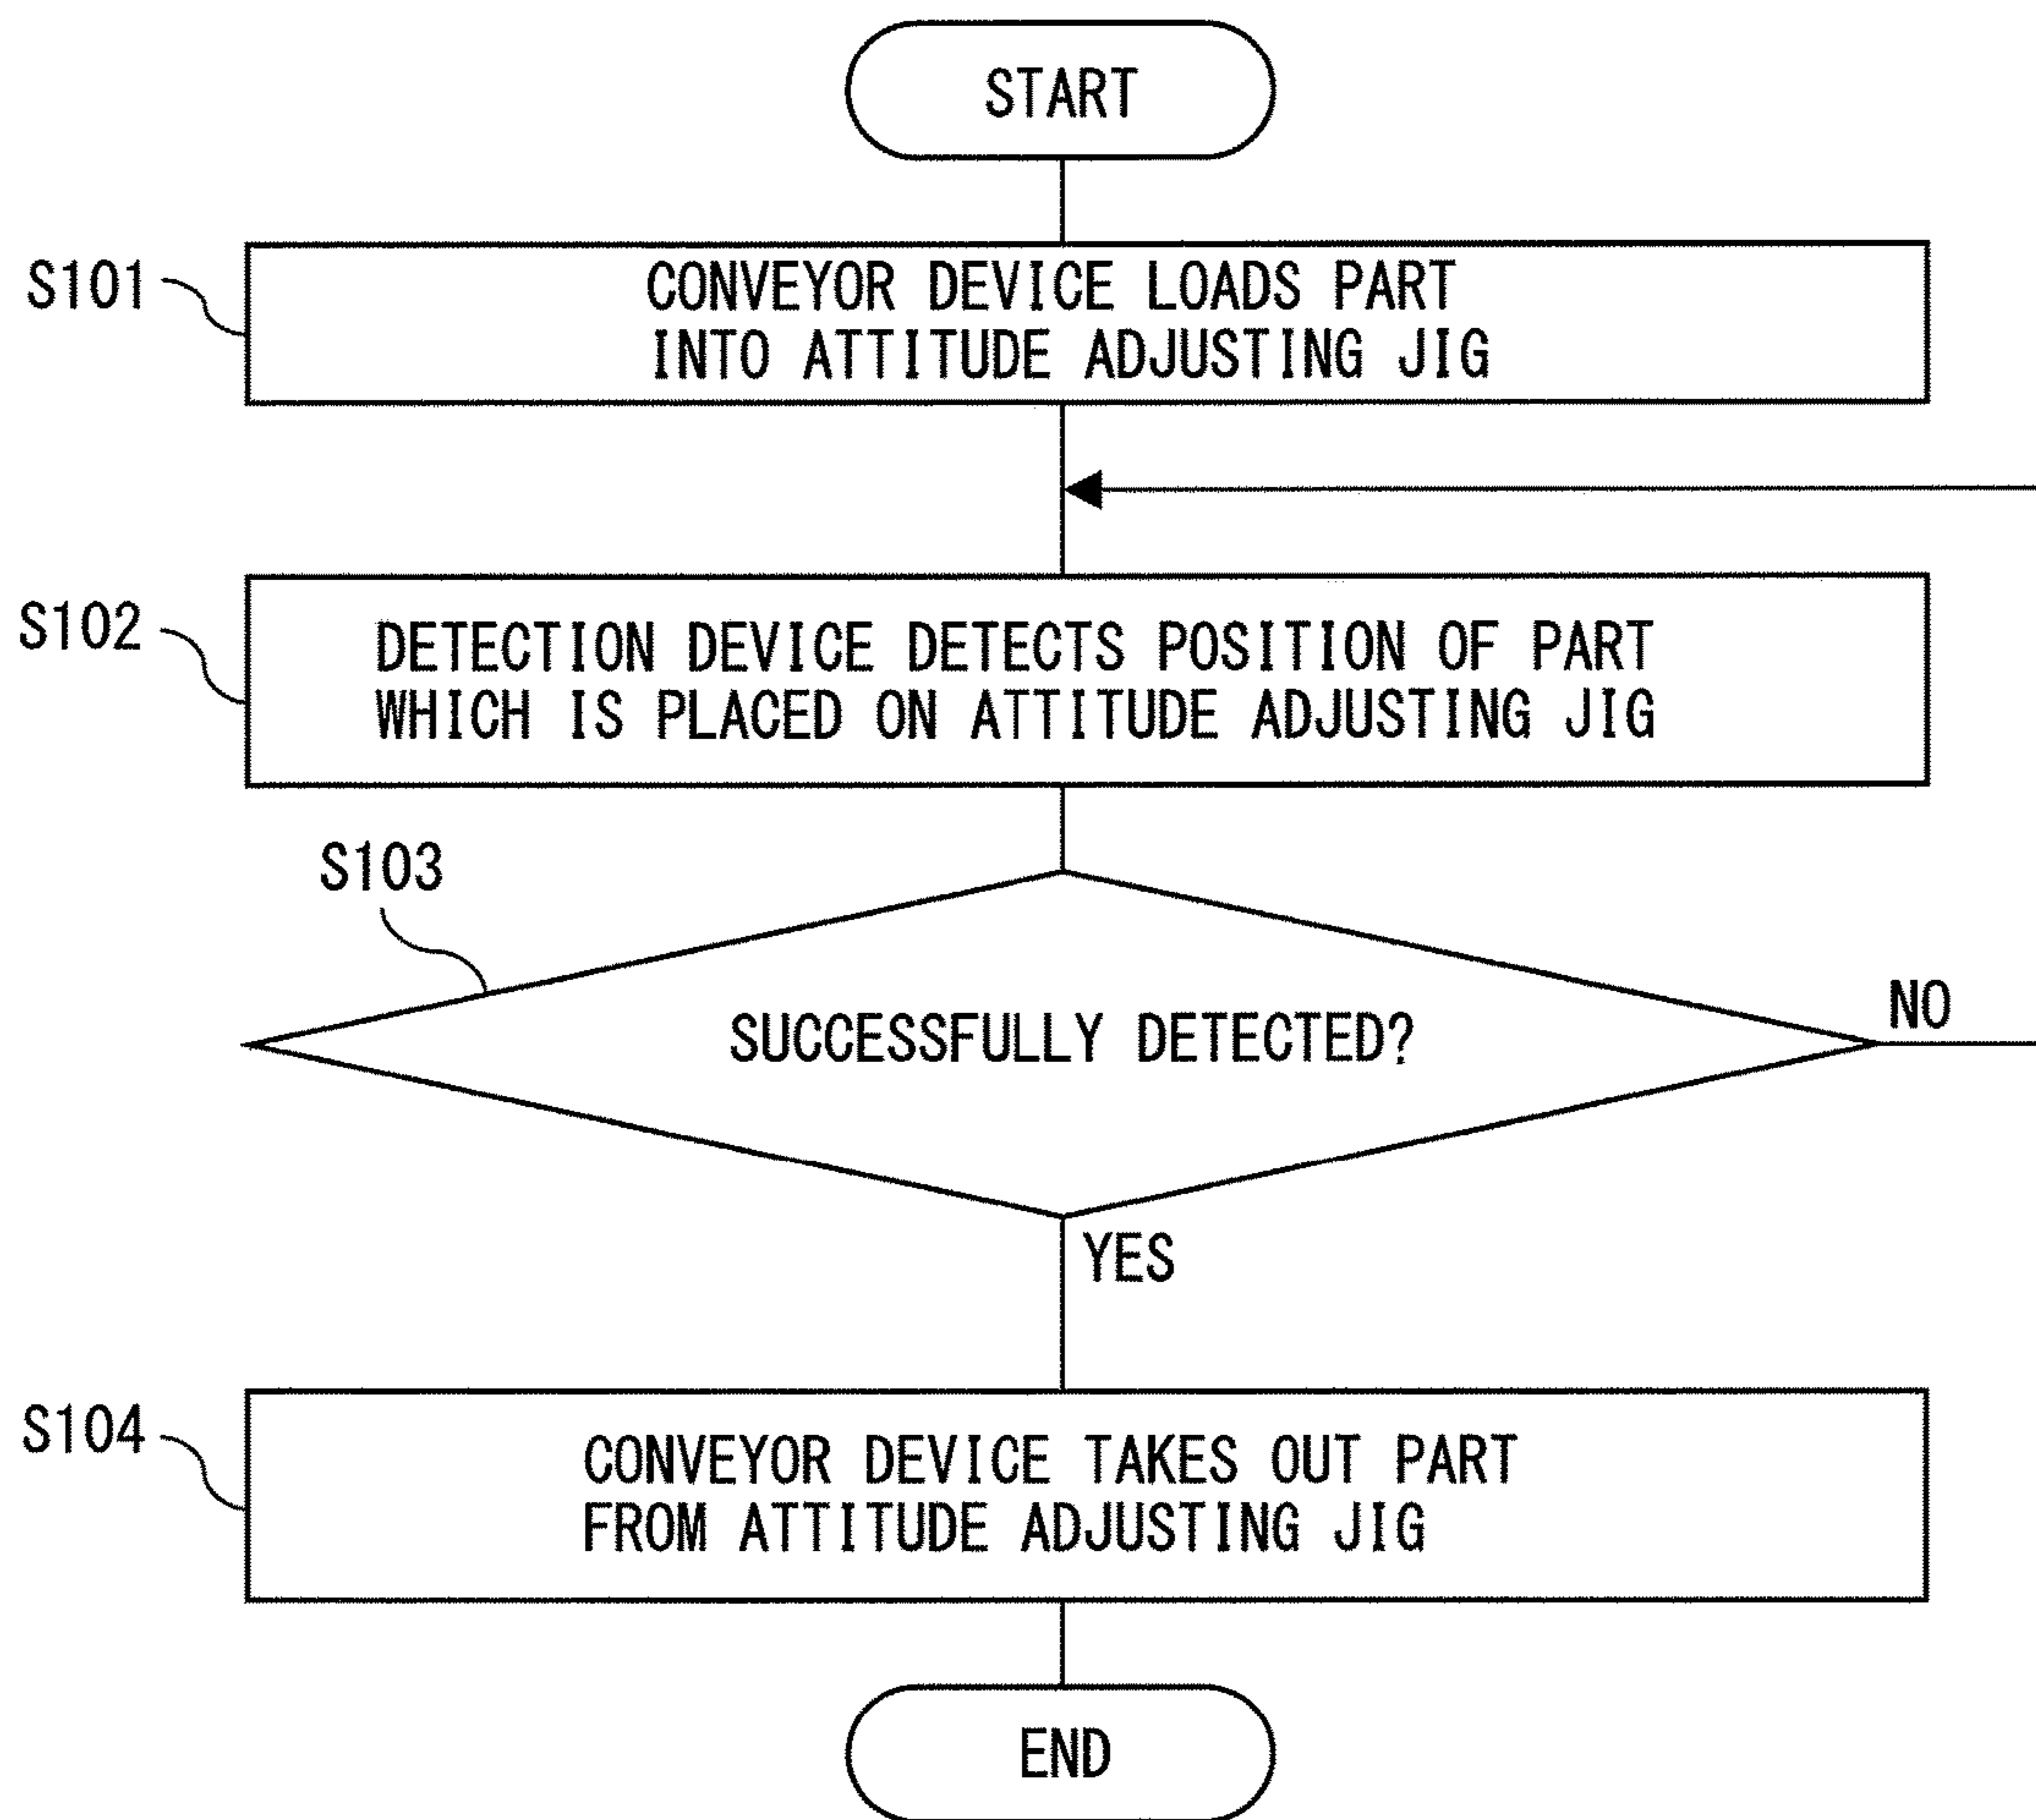 START
S101
CONVEYOR DEVICE LOADS PART
INTO ATTITUDE ADJUSTING JIG
S102
DETECTION DEVICE DETECTS POSITION OF PART
WHICH IS PLACED ON ATTITUDE ADJUSTING JIG
S103
SUCCESSFULLY DETECTED?
NO
YES
S104
CONVEYOR DEVICE TAKES OUT PART
FROM ATTITUDE ADJUSTING JIG
END